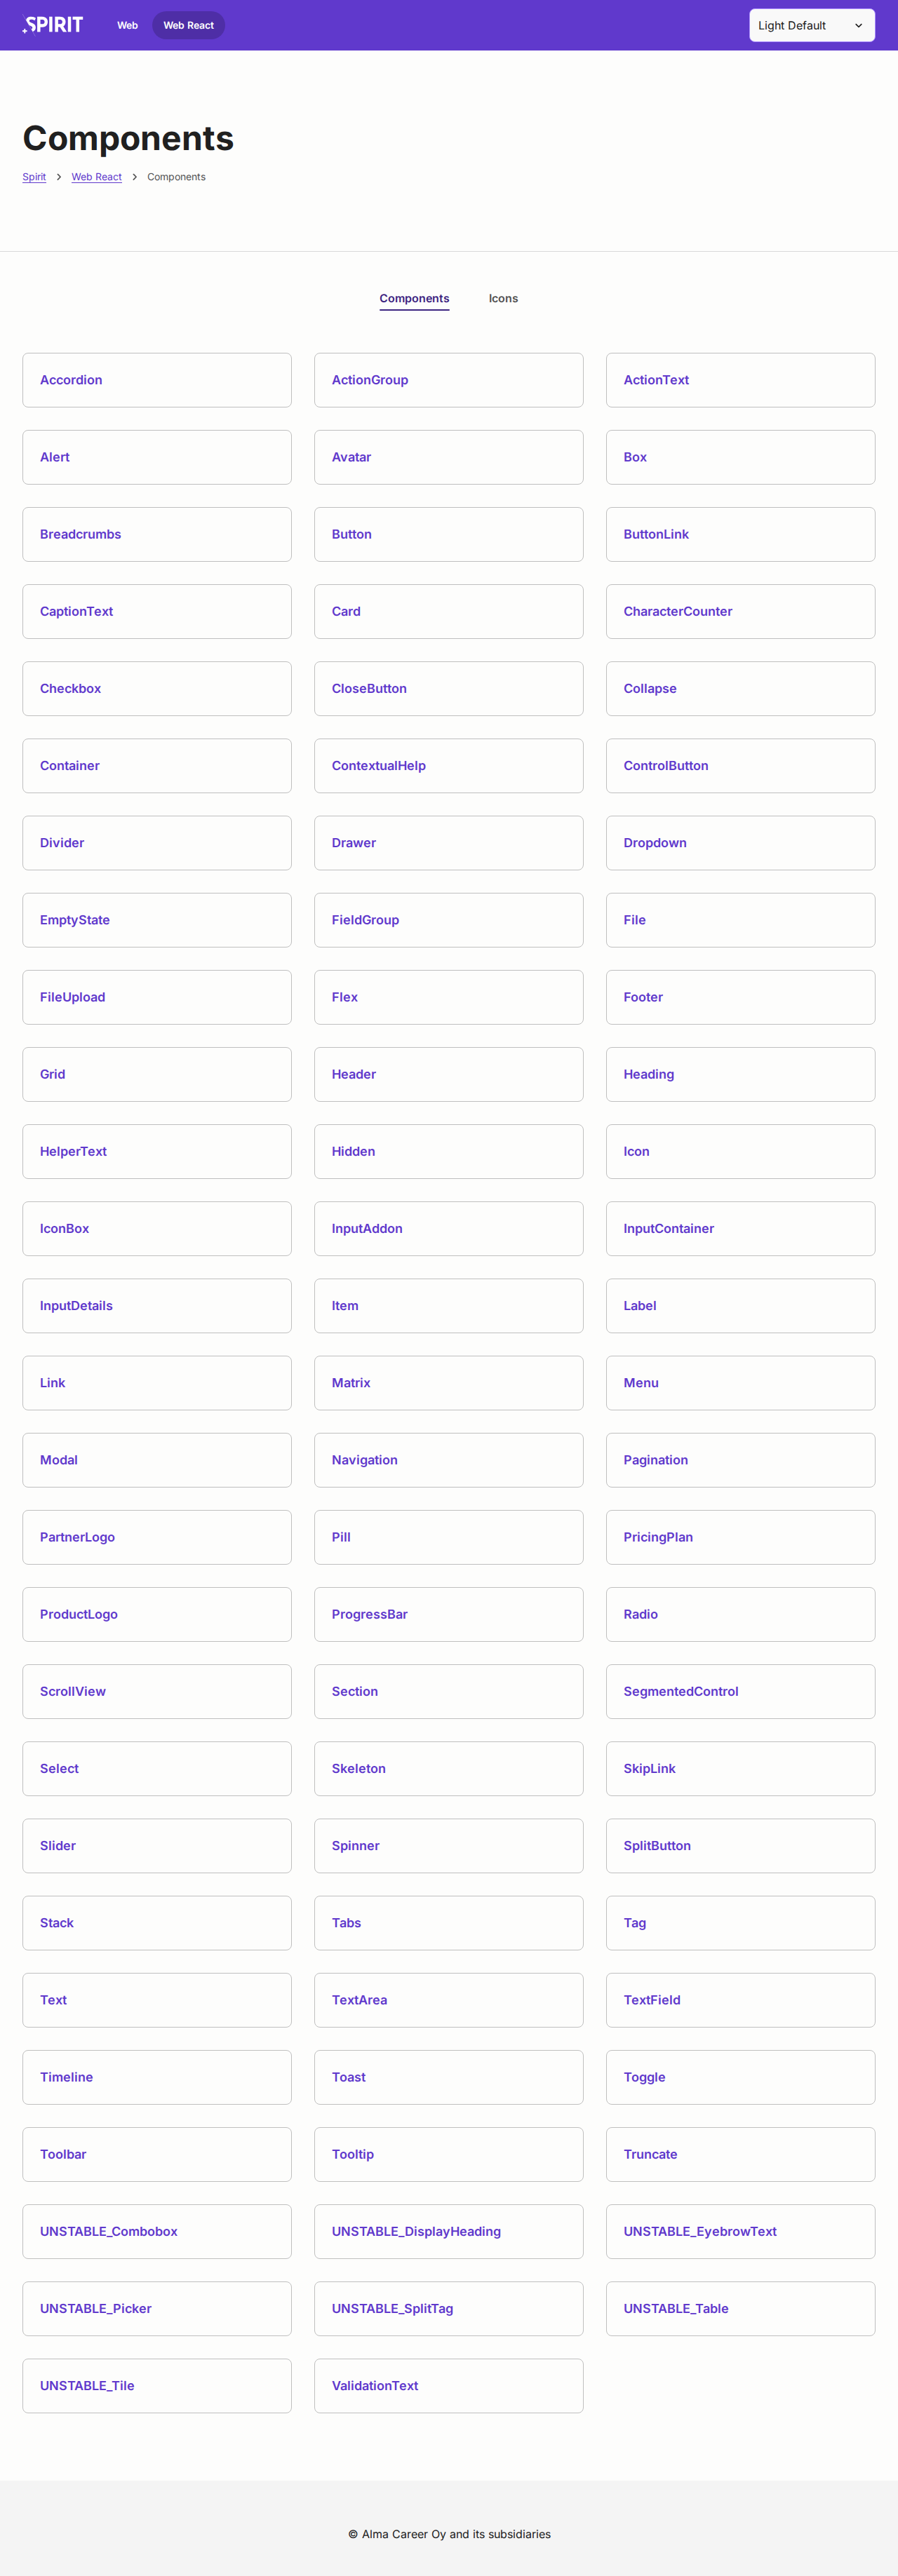 SPIRIT Web Web React Light Default
Components
Spirit > Web React > Components
Components Icons
Accordion ActionGroup ActionText
Alert Avatar Box
Breadcrumbs Button ButtonLink
CaptionText Card CharacterCounter
Checkbox CloseButton Collapse
Container ContextualHelp ControlButton
Divider Drawer Dropdown
EmptyState FieldGroup File
FileUpload Flex Footer
Grid Header Heading
HelperText Hidden Icon
IconBox InputAddon InputContainer
InputDetails Item Label
Link Matrix Menu
Modal Navigation Pagination
PartnerLogo Pill PricingPlan
ProductLogo ProgressBar Radio
ScrollView Section SegmentedControl
Select Skeleton SkipLink
Slider Spinner SplitButton
Stack Tabs Tag
Text TextArea TextField
Timeline Toast Toggle
Toolbar Tooltip Truncate
UNSTABLE_Combobox UNSTABLE_DisplayHeading UNSTABLE_EyebrowText
UNSTABLE_Picker UNSTABLE_SplitTag UNSTABLE_Table
UNSTABLE_Tile ValidationText
© Alma Career Oy and its subsidiaries